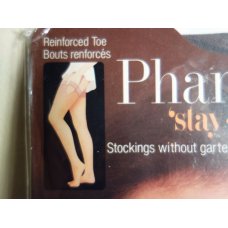 Reinforced Toe
Bouts renforcés
Phan
'stay
Stockings without garte